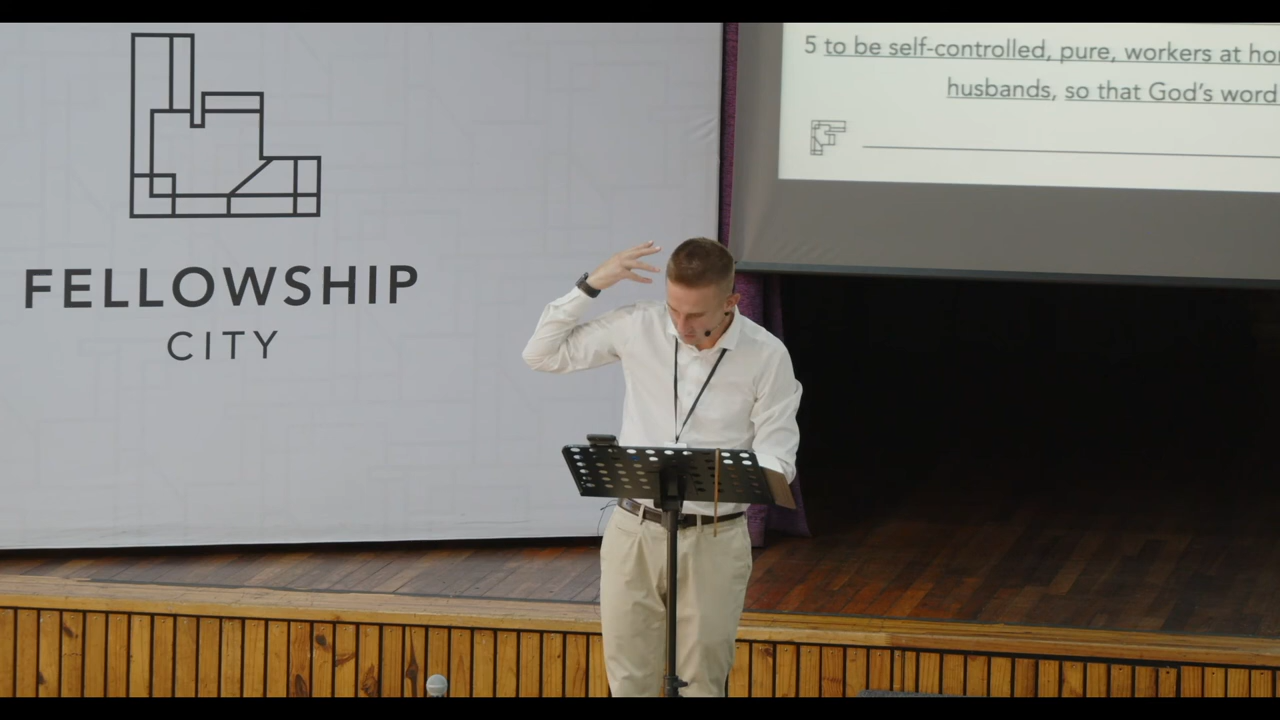 FELLOWSHIP
CITY
5 to be self-controlled, pure, workers at
husbands, so that God's word